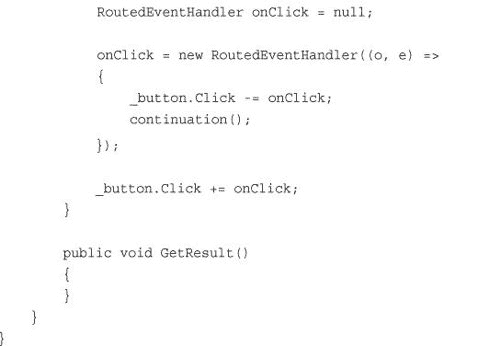 RoutedEventHandler onClick = null;
onClick = new RoutedEventHandler((o, e) =>
{
_button.Click -= onClick;
continuation();
});
_button.Click += onClick;
}
public void GetResult()
{
}
}
}